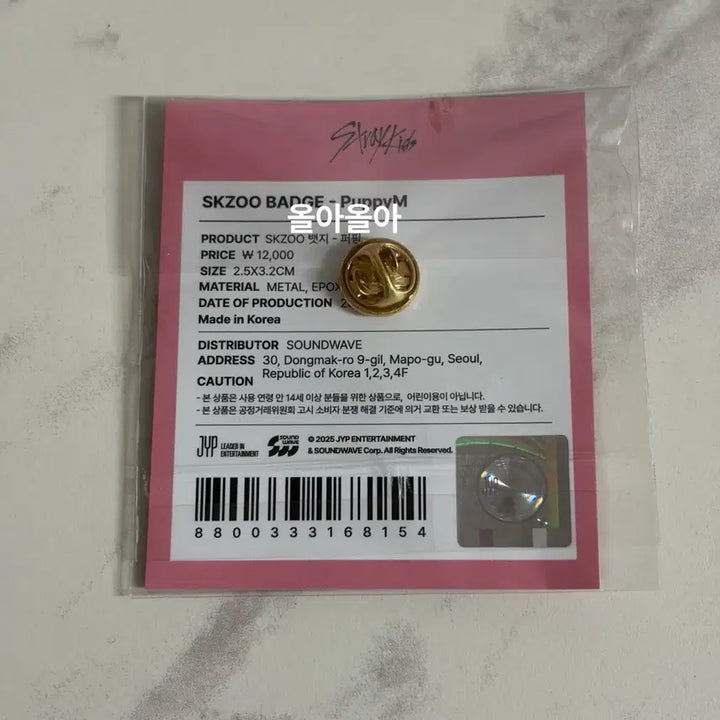 Stray Kids
SKZOO BADGE - PuppyM
올아올아
PRODUCT SKZOO 뱃지 - 퍼핌
PRICE ₩ 12,000
SIZE 2.5X3.2CM
MATERIAL METAL,
DATE OF PRODUCTION
Made in Korea
DISTRIBUTOR SOUNDWAVE
ADDRESS 30, Dongmak-ro 9-gil, Mapo-gu, Seoul,
Republic of Korea 1,2,3,4F
CAUTION
- 본 상품은 사용 연령 만 14세 이상 분들을 위한 상품으로, 어린이용이 아닙니다.
- 본 상품은 공정거래위원회 고시 소비자 분쟁 해결 기준에 의거 교환 또는 보상 받을 수 있습니다.
JYP LEADER IN
ENTERTAINMENT
SOUND
WAVE
© 2025 JYP ENTERTAINMENT
& SOUNDWAVE Corp. All Rights Reserved.
8800333168154